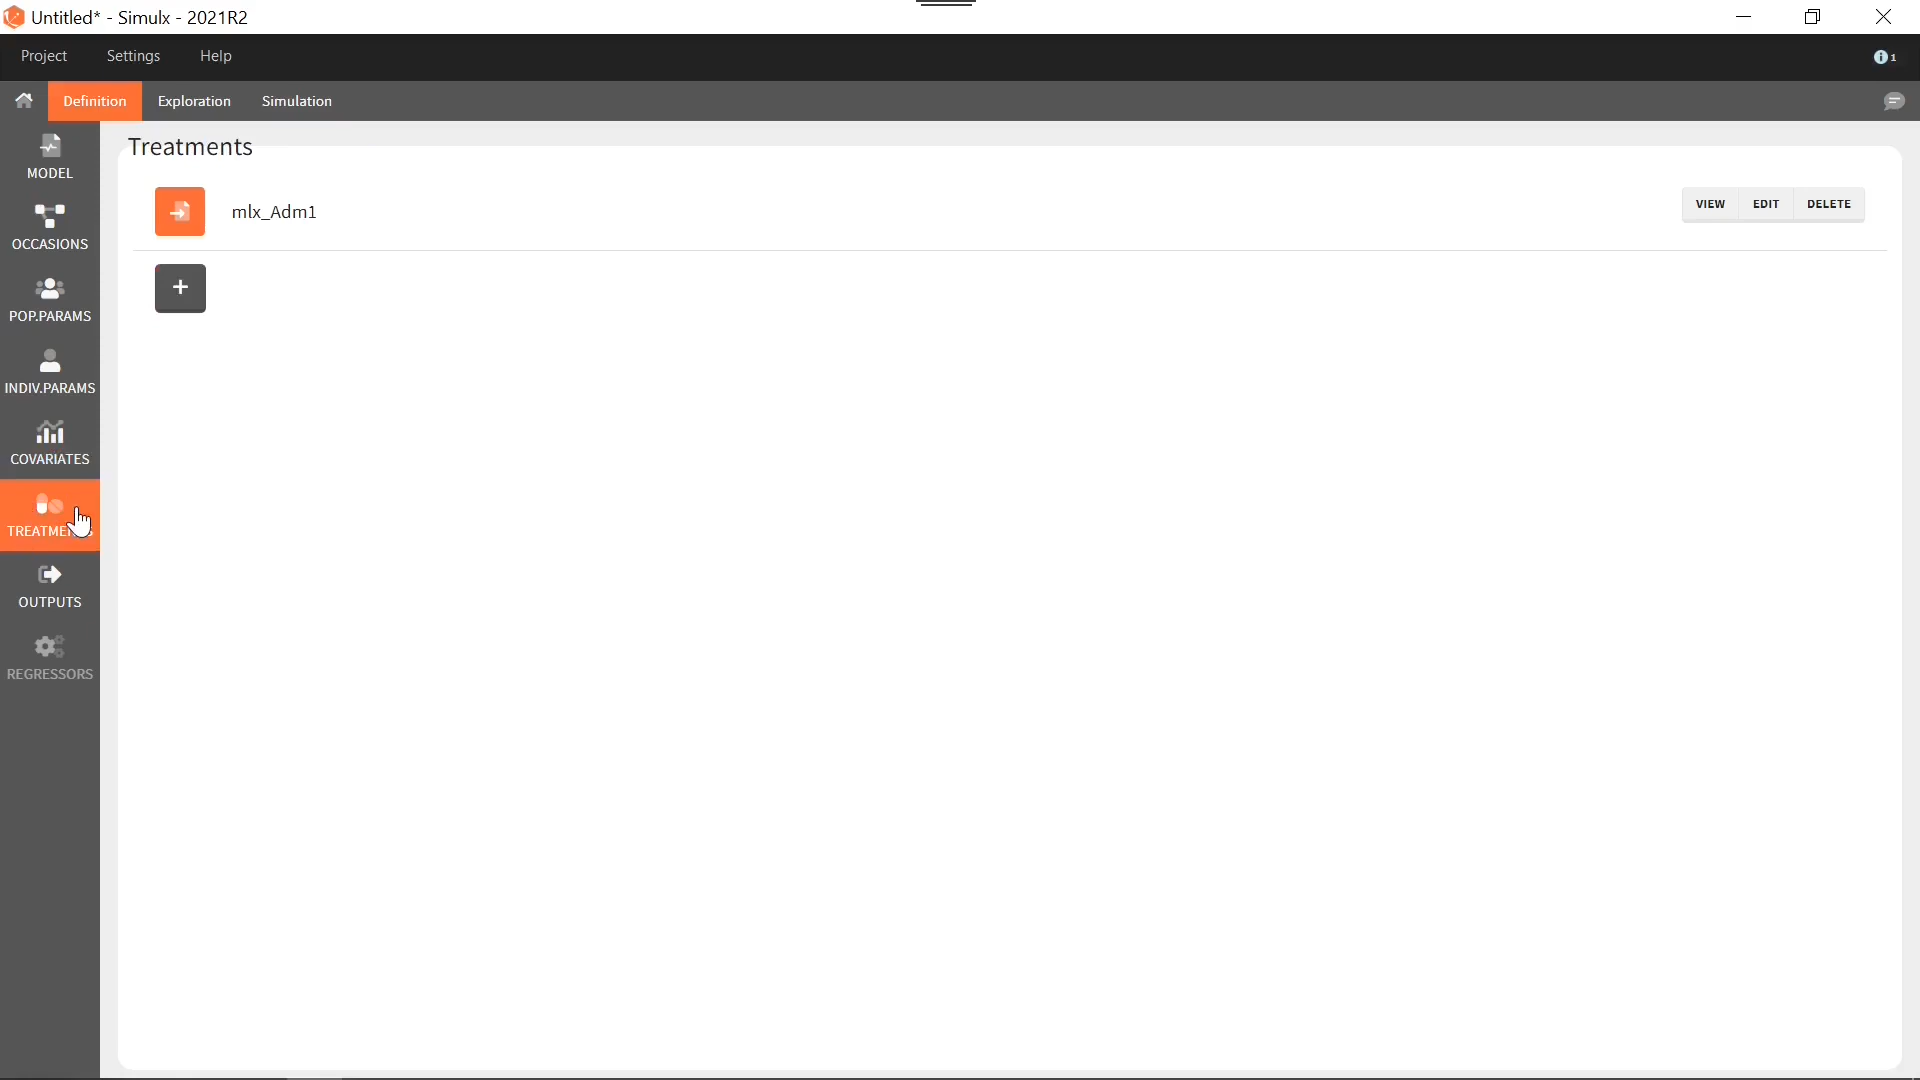 Untitled* - Simulx - 2021R2
Project Settings Help
1
Definition Exploration Simulation
Treatments
MODEL
mlx_Adm1
VIEW EDIT DELETE
OCCASIONS
+
POP.PARAMS
INDIV.PARAMS
COVARIATES
OUTPUTS
REGRESSORS